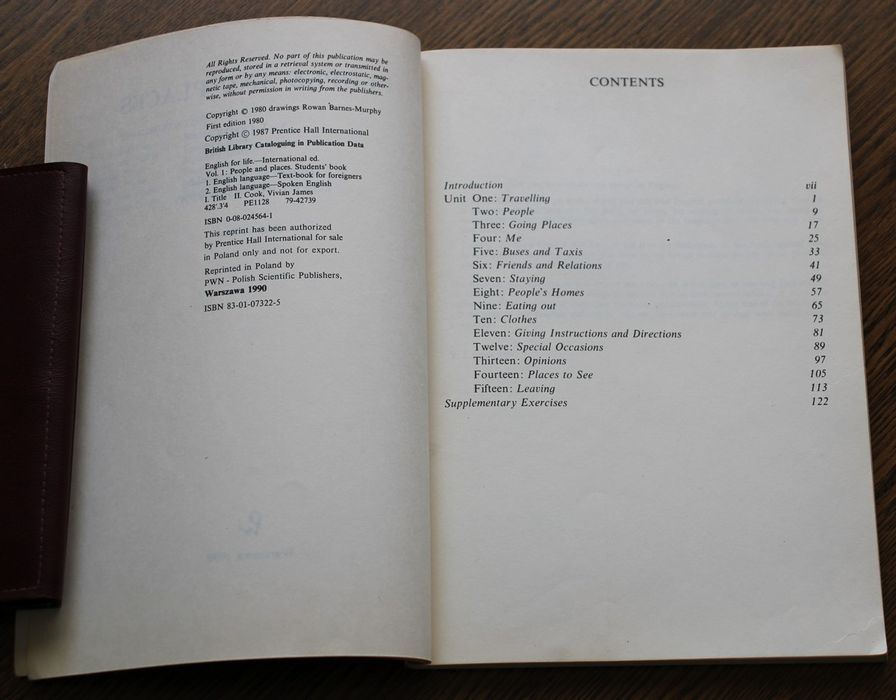 All Rights Reserved. No part of this publication may be
reproduced, stored in a retrieval system or transmitted in
any form or by any means: electronic, electrostatic, mag-
netic tape, mechanical, photocopying, recording or other-
wise, without permission in writing from the publishers.
Copyright © 1980 drawings Rowan Barnes-Murphy
First edition 1980
Copyright © 1987 Prentice Hall International
British Library Cataloguing in Publication Data
English for life.—International ed.
Vol. 1: People and places. Students' book
1. English language—Text-book for foreigners
2. English language—Spoken English
I. Title II. Cook, Vivian James
428'.3'4 PE1128 79-42739
ISBN 0-08-024564-1
This reprint has been authorized
by Prentice Hall International for sale
in Poland only and not for export.
Reprinted in Poland by
PWN - Polish Scientific Publishers,
Warszawa 1990
ISBN 83-01-07322-5
CONTENTS
Introduction vii
Unit One: Travelling 1
Two: People 9
Three: Going Places 17
Four: Me 25
Five: Buses and Taxis 33
Six: Friends and Relations 41
Seven: Staying 49
Eight: People's Homes 57
Nine: Eating out 65
Ten: Clothes 73
Eleven: Giving Instructions and Directions 81
Twelve: Special Occasions 89
Thirteen: Opinions 97
Fourteen: Places to See 105
Fifteen: Leaving 113
Supplementary Exercises 122